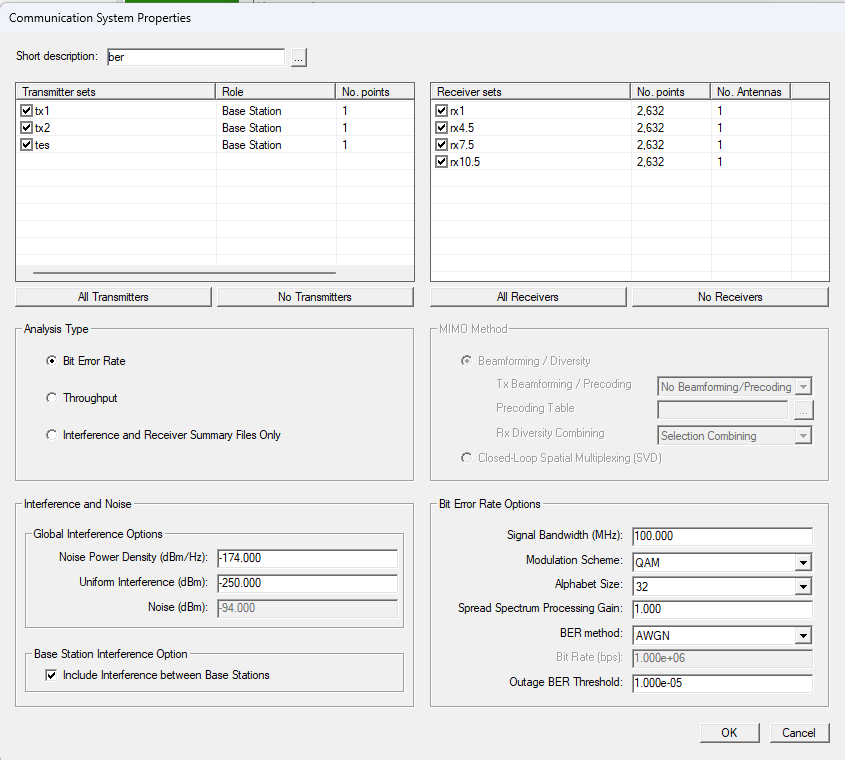 Communication System Properties
Short description: ber ...
Transmitter sets Role No. points
tx1 Base Station 1
tx2 Base Station 1
tes Base Station 1
Receiver sets No. points No. Antennas
rx1 2,632 1
rx4.5 2,632 1
rx7.5 2,632 1
rx10.5 2,632 1
All Transmitters No Transmitters
All Receivers No Receivers
Analysis Type
Bit Error Rate
Throughput
Interference and Receiver Summary Files Only
MIMO Method
Beamforming / Diversity
Tx Beamforming / Precoding No Beamforming/Precoding
Precoding Table ...
Rx Diversity Combining Selection Combining
Closed-Loop Spatial Multiplexing (SVD)
Interference and Noise
Global Interference Options
Noise Power Density (dBm/Hz): -174.000
Uniform Interference (dBm): -250.000
Noise (dBm): -94.000
Base Station Interference Option
Include Interference between Base Stations
Bit Error Rate Options
Signal Bandwidth (MHz): 100.000
Modulation Scheme: QAM
Alphabet Size: 32
Spread Spectrum Processing Gain: 1.000
BER method: AWGN
Bit Rate (bps): 1.000e+06
Outage BER Threshold: 1.000e-05
OK Cancel